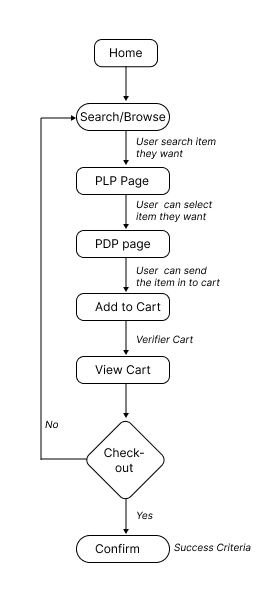 Home
Search/Browse
User search item
they want
PLP Page
User can select
item they want
PDP page
User can send
the item in to cart
Add to Cart
Verifier Cart
View Cart
No
Check-
out
Yes
Confirm
Success Criteria